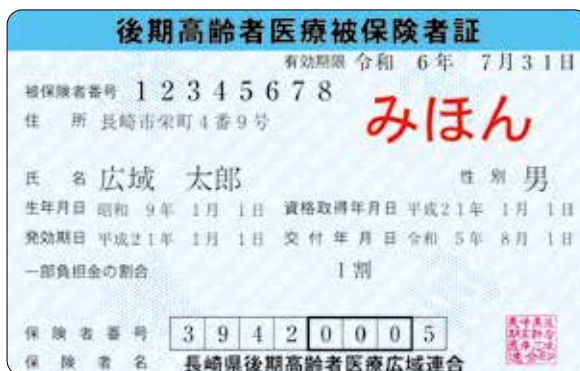 後期高齢者医療被保険者証
有効期限 令和 6年 7月31日
被保険者番号 12345678
住所 長崎市栄町4番9号
みほん
氏名 広域 太郎 性別 男
生年月日 昭和 9年 1月 1日 資格取得年月日 平成21年 1月 1日
発効期日 平成21年 1月 1日 交付年月日 令和 5年 8月 1日
一部負担金の割合 1割
保険者番号 39420005
保険者名 長崎県後期高齢者医療広域連合